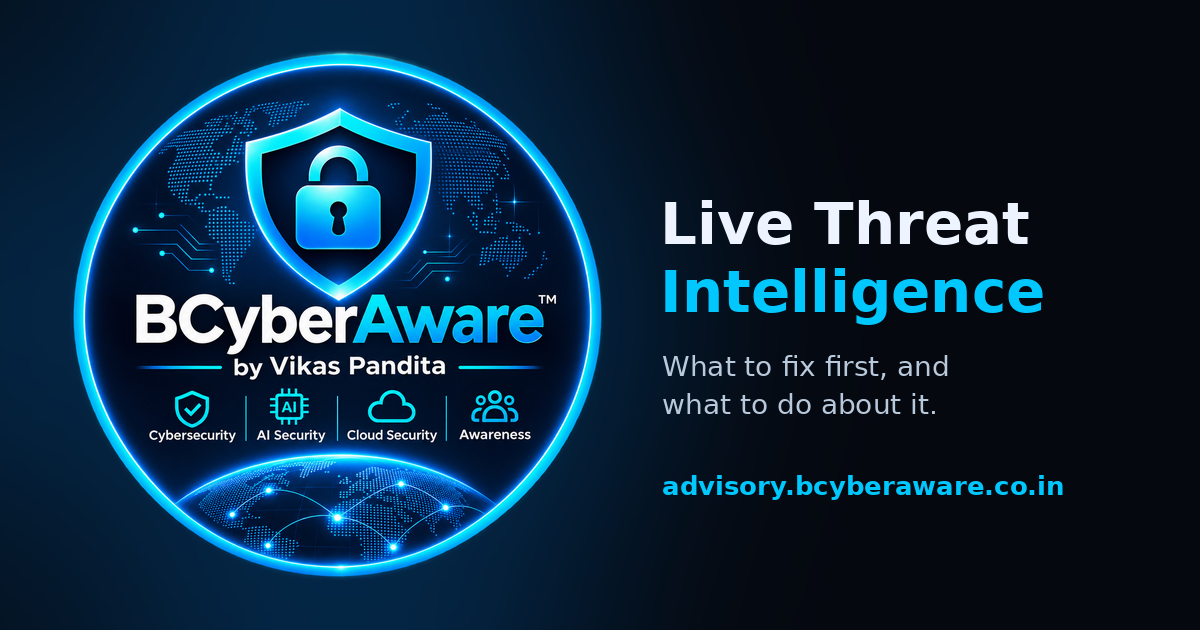 BCyberAware™
by Vikas Pandita
AI
Cybersecurity
AI Security
Cloud Security
Awareness
Live Threat
Intelligence
What to fix first, and
what to do about it.
advisory.bcyberaware.co.in